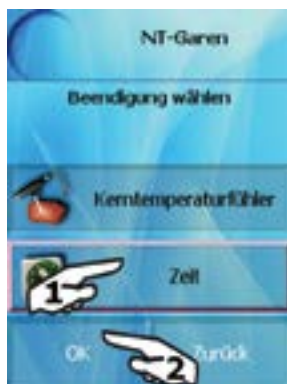 NT-Garen
Beendigung wählen
Kerntemperaturfühler
Zeit
1
OK
Zurück
2